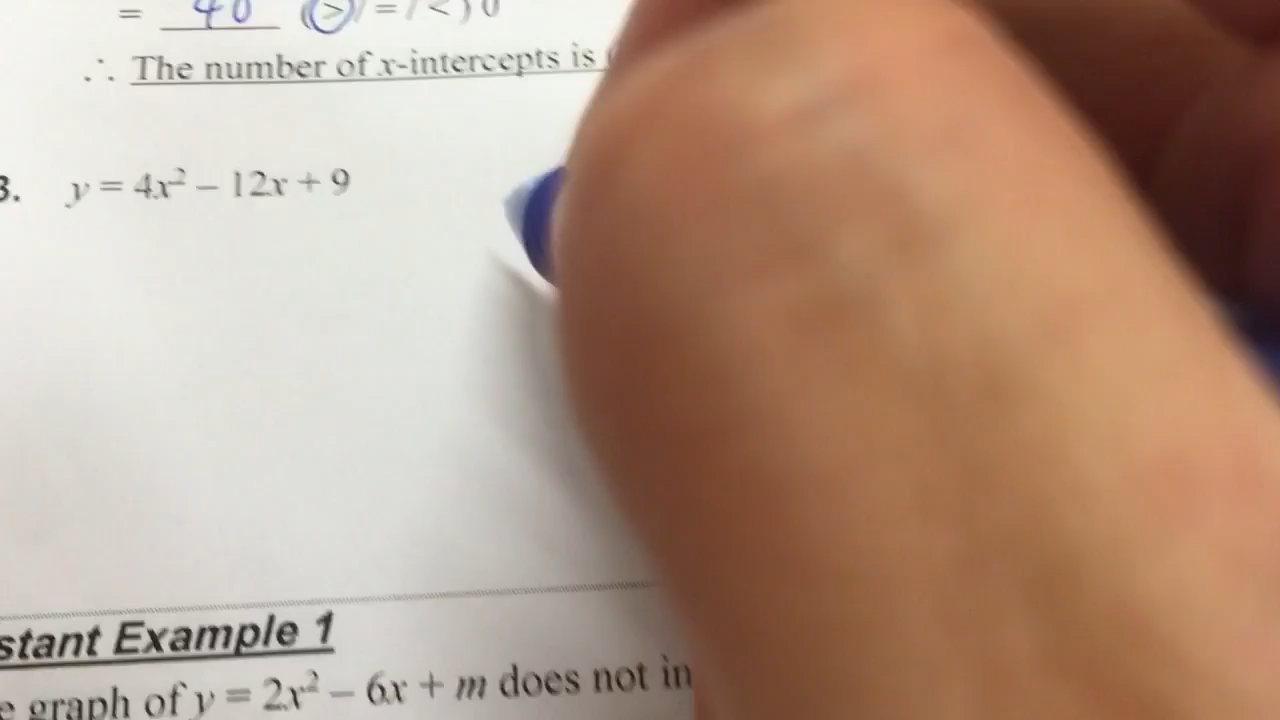 = 40 (> / = / <) 0
∴ The number of x-intercepts is
3. y = 4x² – 12x + 9
stant Example 1
e graph of y = 2x² – 6x + m does not in